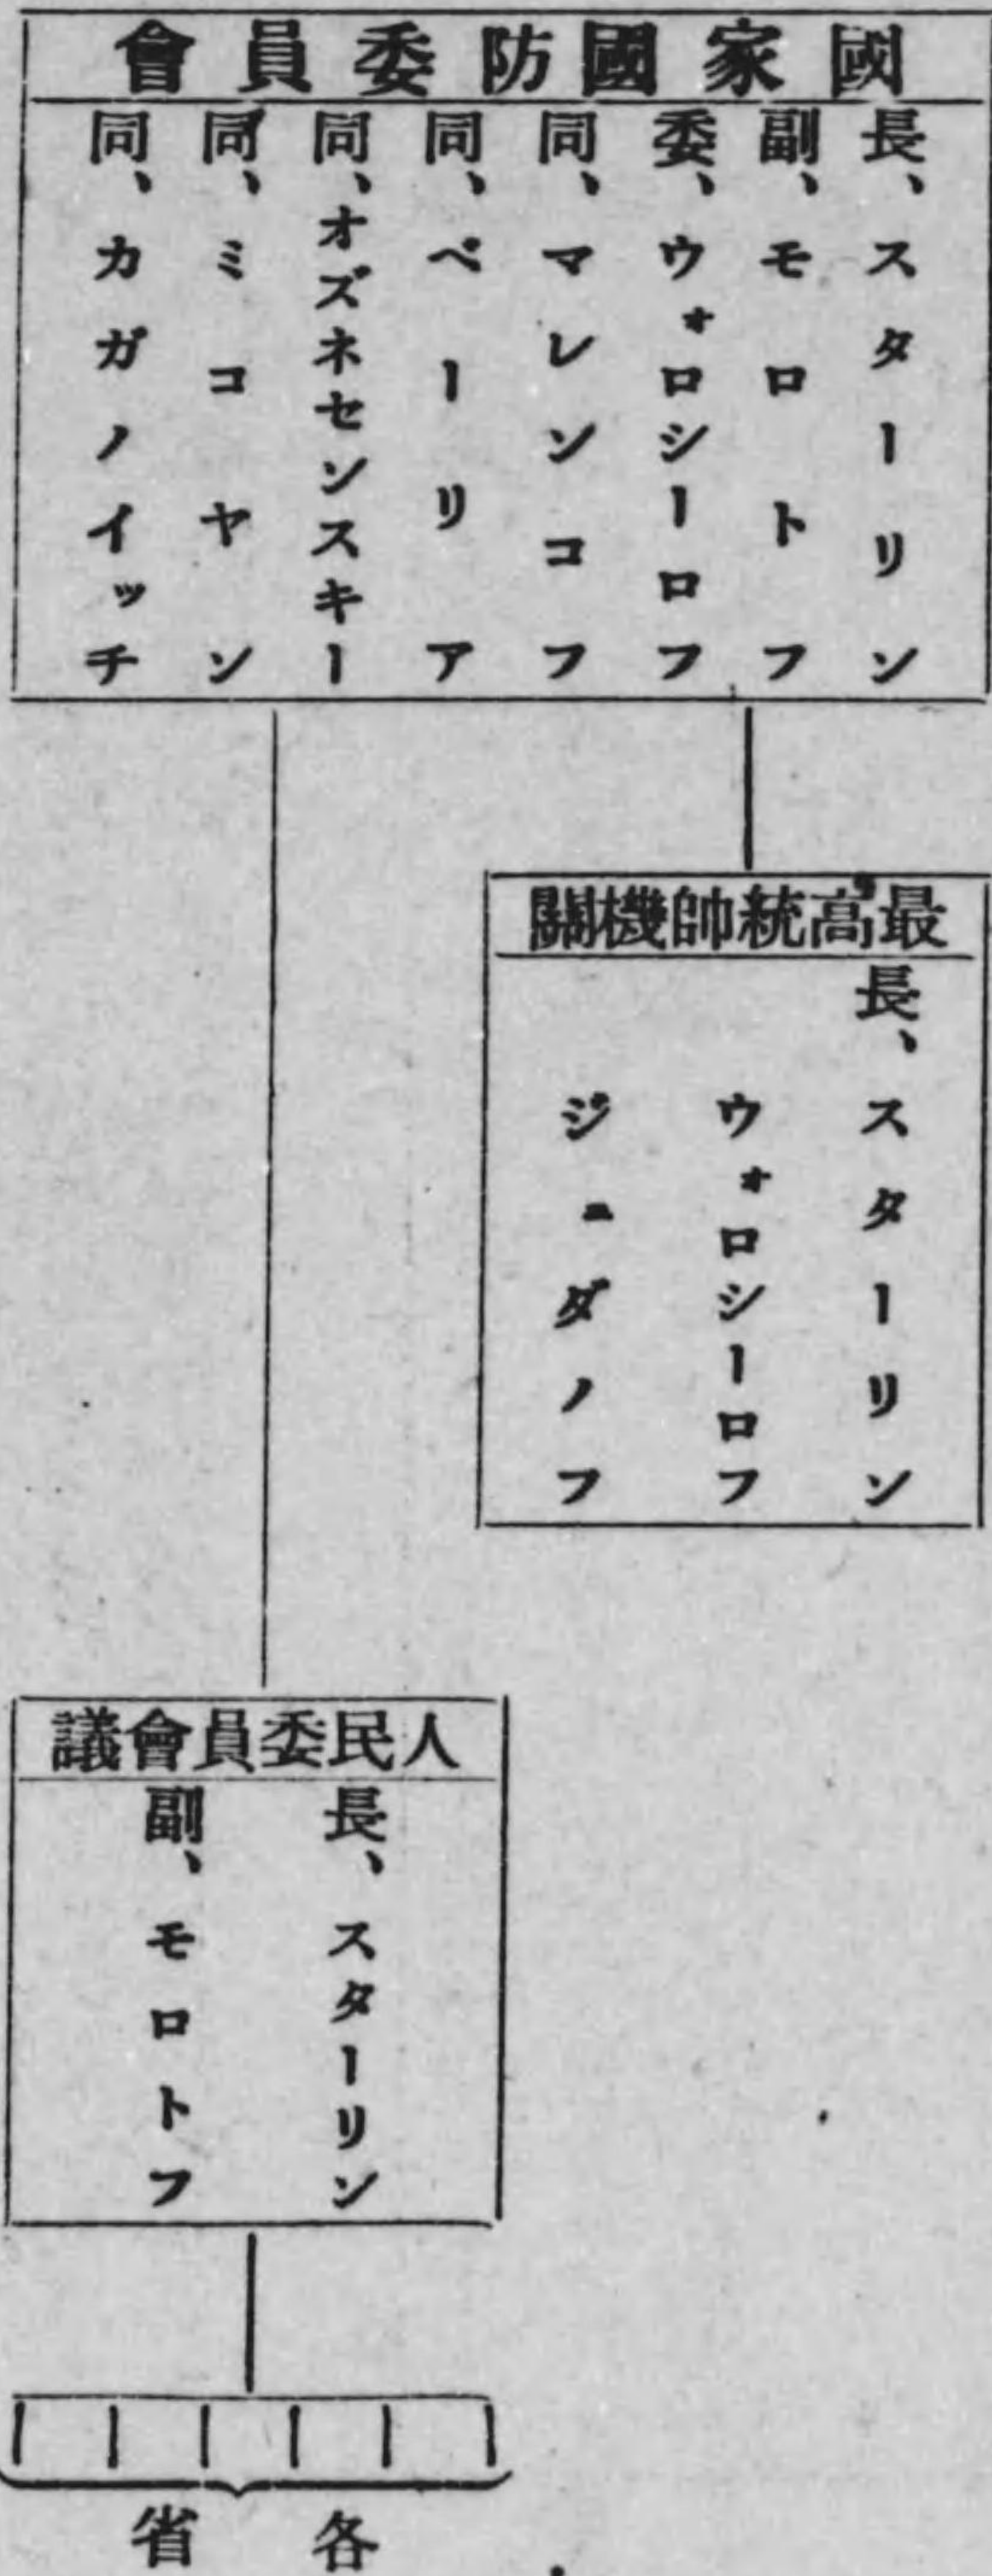 國家國防委員會
長、スターリン
副、モロトフ
委、ウォロシーロフ
同、マレンコフ
同、ベーリア
同、オズネセンスキー
同、ミコヤン
同、カガノイッチ
最高統帥機關
長、スターリン
ウォロシーロフ
ジュダノフ
人民委員會議
長、スターリン
副、モロトフ
各省